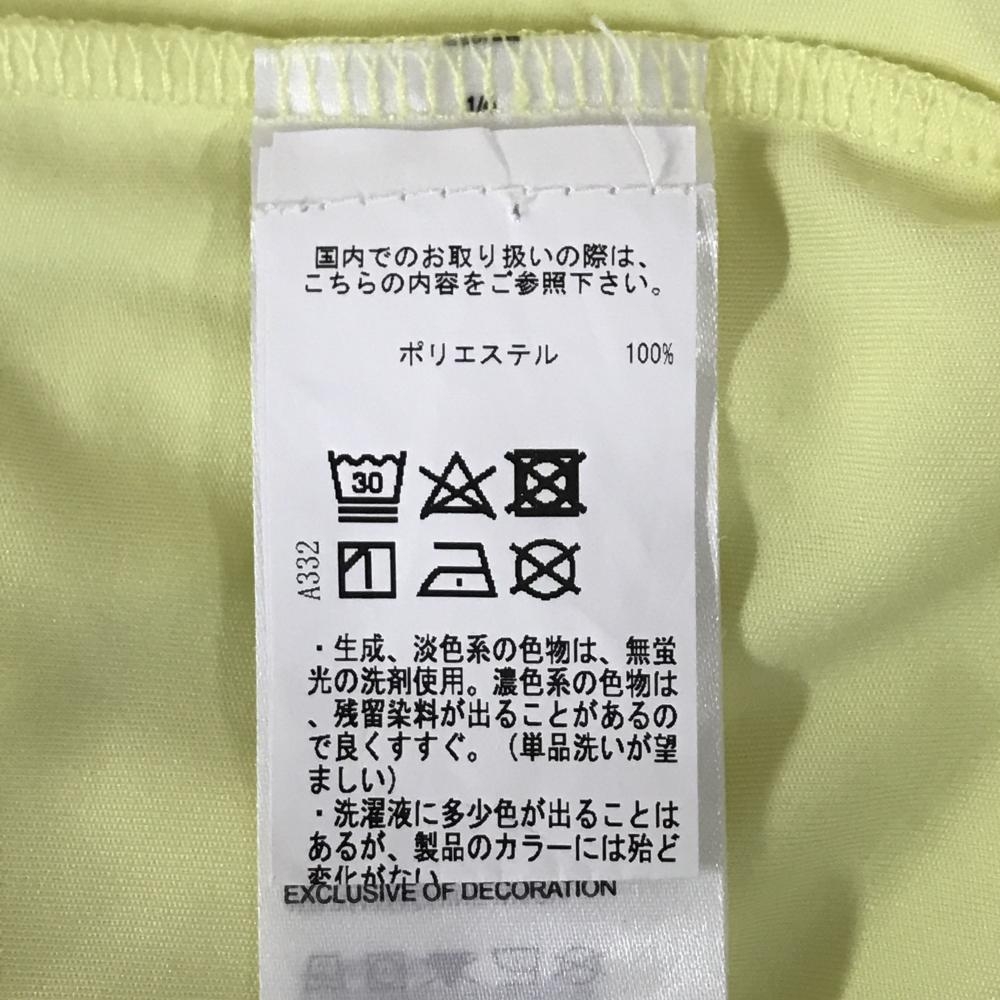 国内でのお取り扱いの際は、
こちらの内容をご参照下さい。
ポリエステル 100%
30
A332
・生成、淡色系の色物は、無蛍
光の洗剤使用。濃色系の色物は
、残留染料が出ることがあるの
で良くすすぐ。（単品洗いが望
ましい）
・洗濯液に多少色が出ることは
あるが、製品のカラーには殆ど
変化がない
EXCLUSIVE OF DECORATION